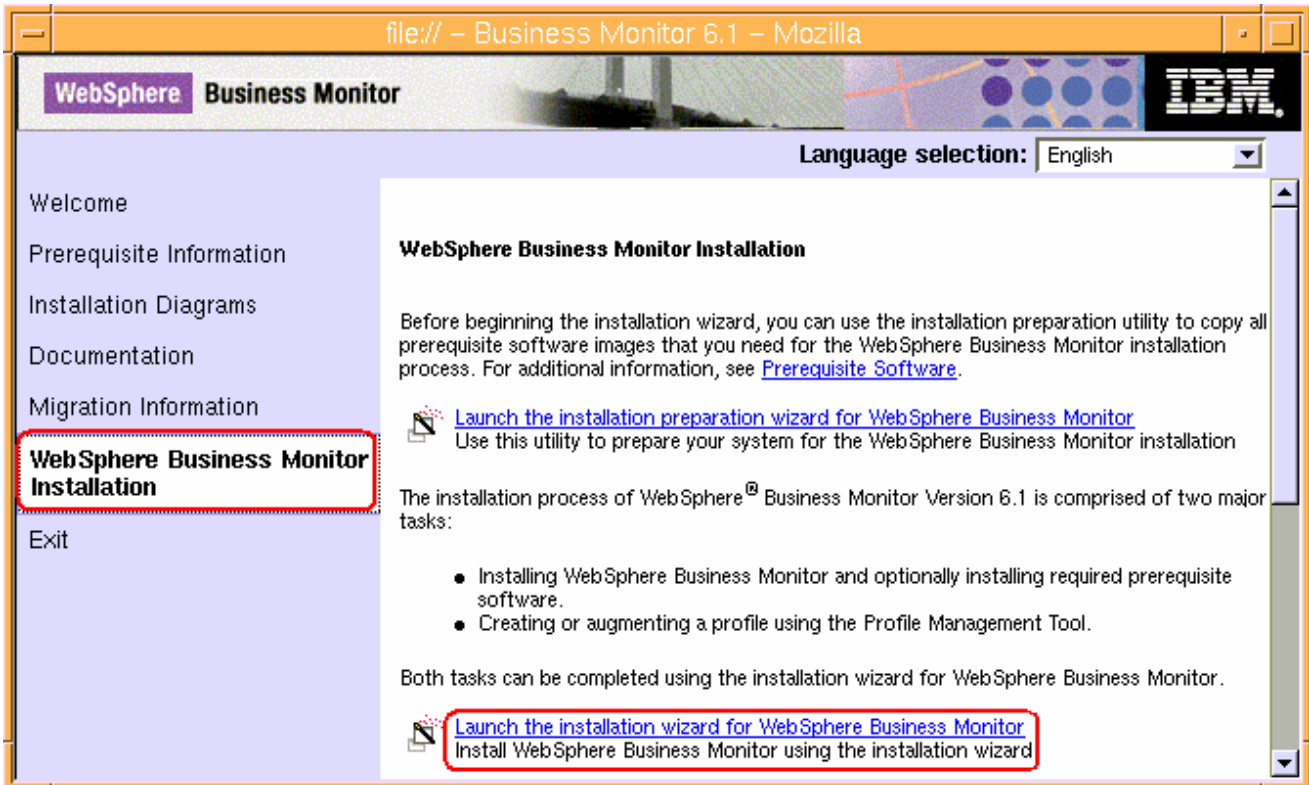 file:// – Business Monitor 6.1 – Mozilla
WebSphere Business Monitor
IBM.
Language selection: English
Welcome
Prerequisite Information
Installation Diagrams
Documentation
Migration Information
WebSphere Business Monitor
Installation
Exit
WebSphere Business Monitor Installation
Before beginning the installation wizard, you can use the installation preparation utility to copy all
prerequisite software images that you need for the WebSphere Business Monitor installation
process. For additional information, see Prerequisite Software.
Launch the installation preparation wizard for WebSphere Business Monitor
Use this utility to prepare your system for the WebSphere Business Monitor installation
The installation process of WebSphere® Business Monitor Version 6.1 is comprised of two major
tasks:
• Installing WebSphere Business Monitor and optionally installing required prerequisite
software.
• Creating or augmenting a profile using the Profile Management Tool.
Both tasks can be completed using the installation wizard for WebSphere Business Monitor.
Launch the installation wizard for WebSphere Business Monitor
Install WebSphere Business Monitor using the installation wizard